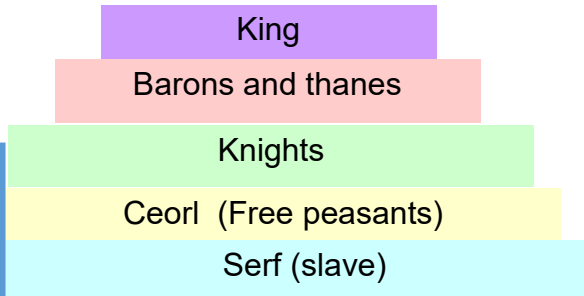 King
Barons and thanes
Knights
Ceorl  (Free peasants)
Serf (slave)